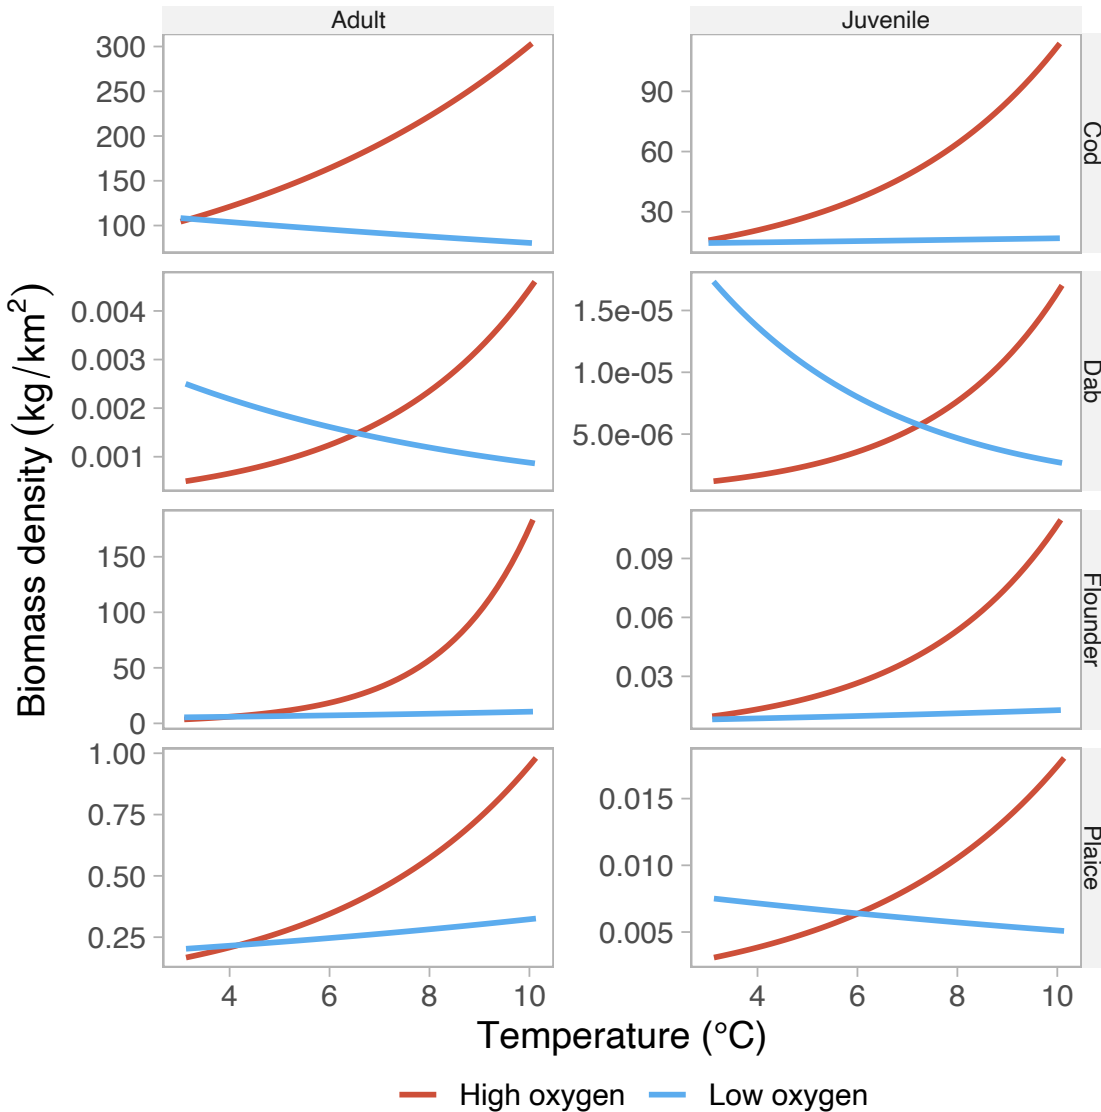 Adult
Juvenile
300
250
200
150
100
90
60
30
Cod
0.004
0.003
0.002
0.001
1.5e-05
1.0e-05
5.0e-06
Dab
150
100
50
0
0.09
0.06
0.03
Flounder
1.00
0.75
0.50
0.25
0.015
0.010
0.005
Plaice
Biomass density (kg/km²)
4 6 8 10
4 6 8 10
Temperature (°C)
High oxygen Low oxygen